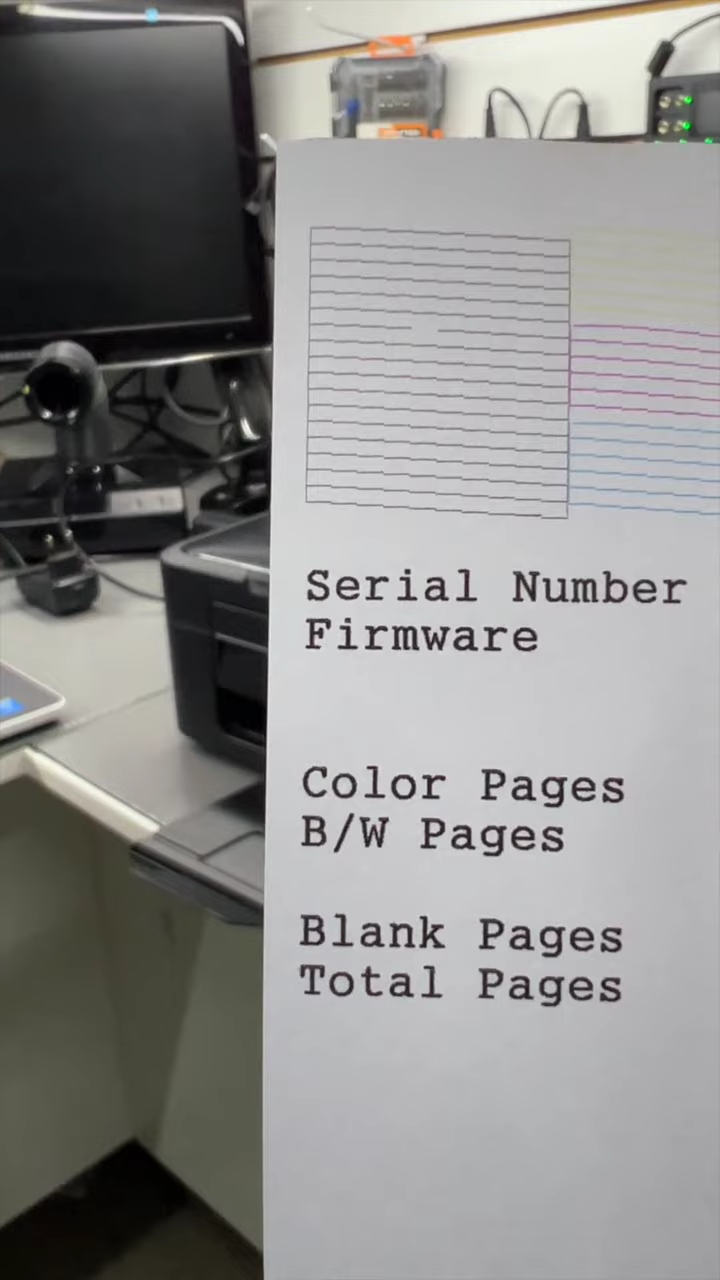 Serial Number
Firmware
Color Pages
B/W Pages
Blank Pages
Total Pages